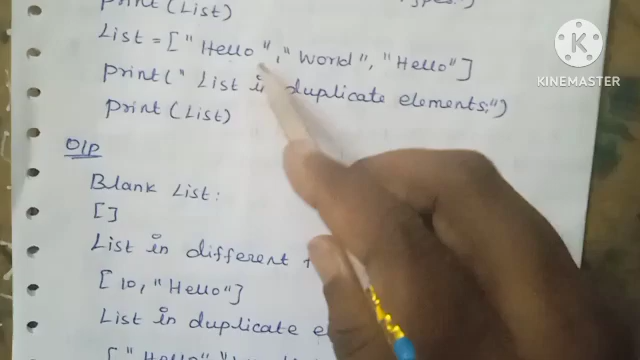 print (List)
List = ["Hello", "World", "Hello"]
KINEMASTER
print(" List in duplicate elements:")
print (List)
O/P
Blank List:
[]
List in different
[10, "Hello"]
List in duplicate
["Hello"